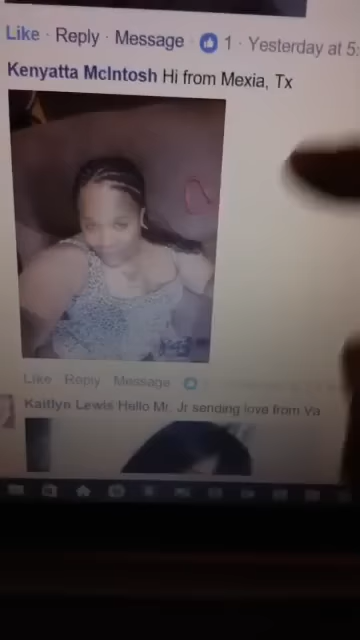 Like · Reply · Message · 1 · Yesterday at 5:
Kenyatta McIntosh Hi from Mexia, Tx
Like Reply Message
Kaitlyn Lewis Hello Mr. Jr sending love from Va